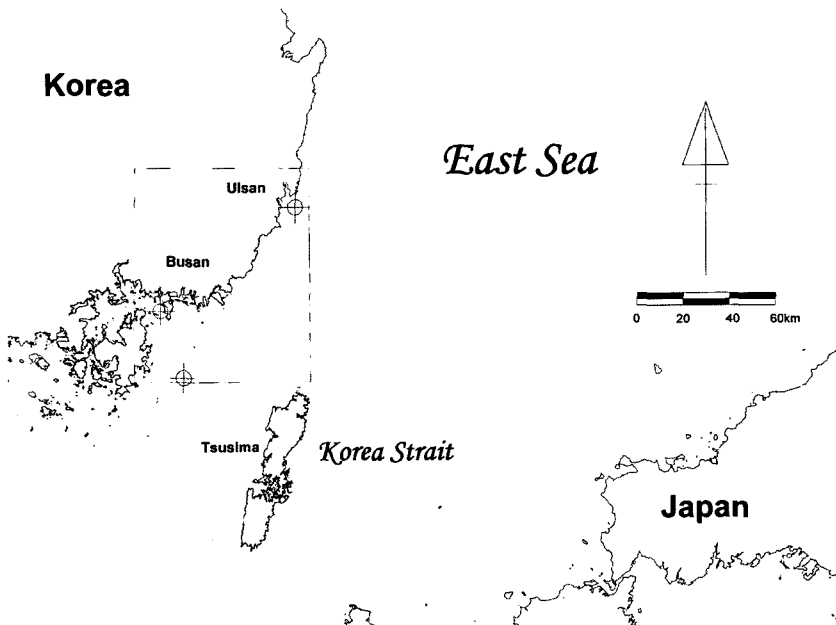 Korea
East Sea
Ulsan
Busan
0 20 40 60km
Tsusima
Korea Strait
Japan